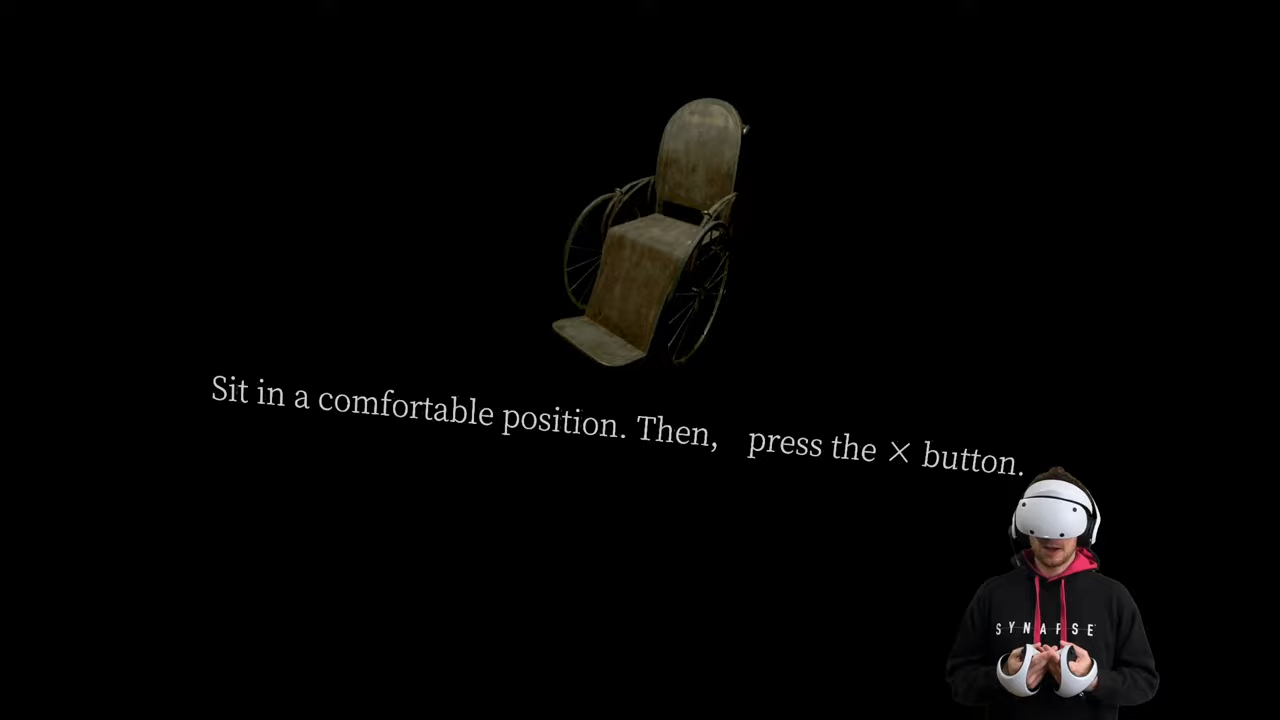 Sit in a comfortable position. Then, press the × button.
SYNAPSE